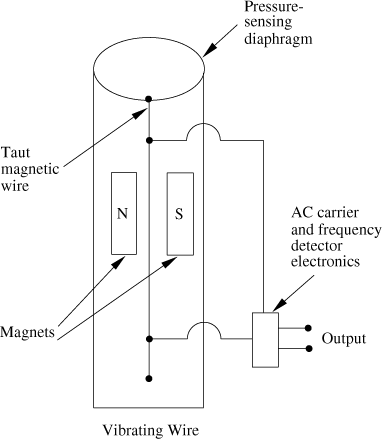 Pressure-
sensing
diaphragm
Taut
magnetic
wire
N
S
AC carrier
and frequency
detector
electronics
Magnets
Output
Vibrating Wire